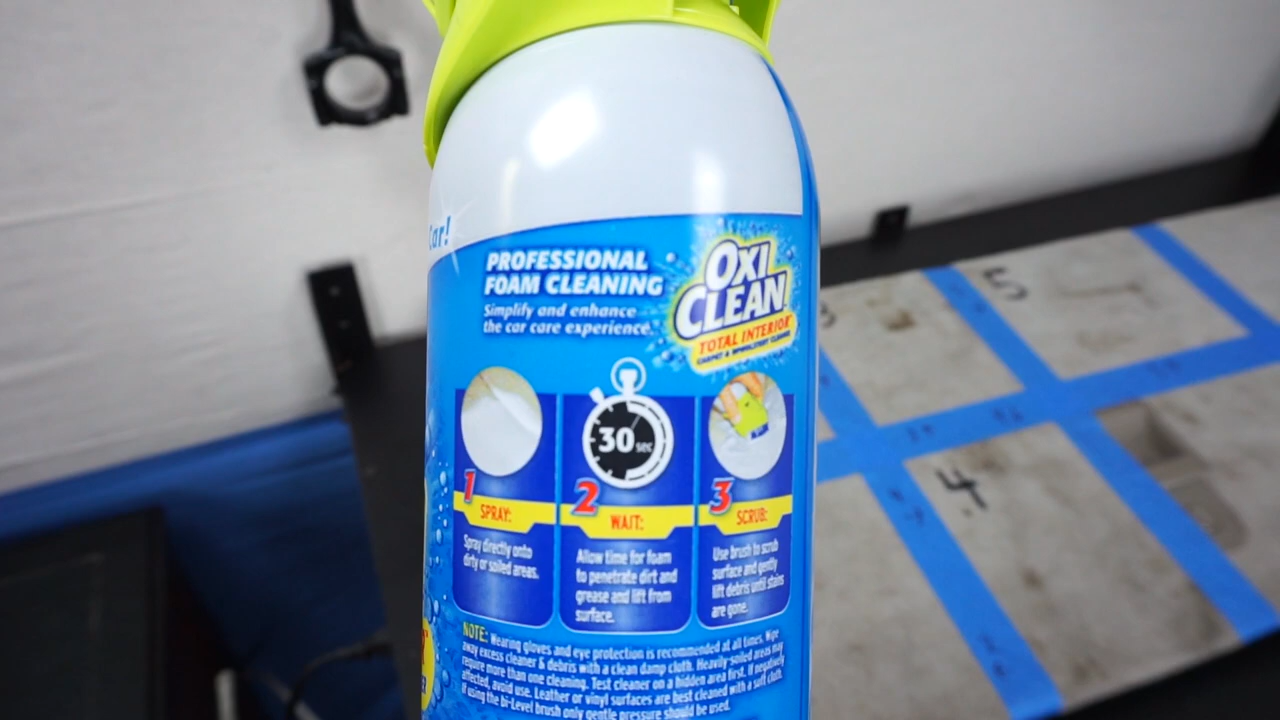 Car!
PROFESSIONAL
FOAM CLEANING
Simplify and enhance
the car care experience.
OXI
CLEAN
TOTAL INTERIOR
CARPET & UPHOLSTERY CLEANER
30 sec
1
SPRAY:
Spray directly onto
dirty or soiled areas.
2
WAIT:
Allow time for foam
to penetrate dirt and
grease and lift from
surface.
3
SCRUB:
Use brush to scrub
surface and gently
lift debris until stains
are gone.
NOTE: Wearing gloves and eye protection is recommended at all times. Wipe
away excess cleaner & debris with a clean damp cloth. Heavily-soiled areas may
require more than one cleaning. Test cleaner on a hidden area first. If negatively
affected, avoid use. Leather or vinyl surfaces are best cleaned with a soft cloth.
If using the bi-Level brush only gentle pressure should be used.
5
4